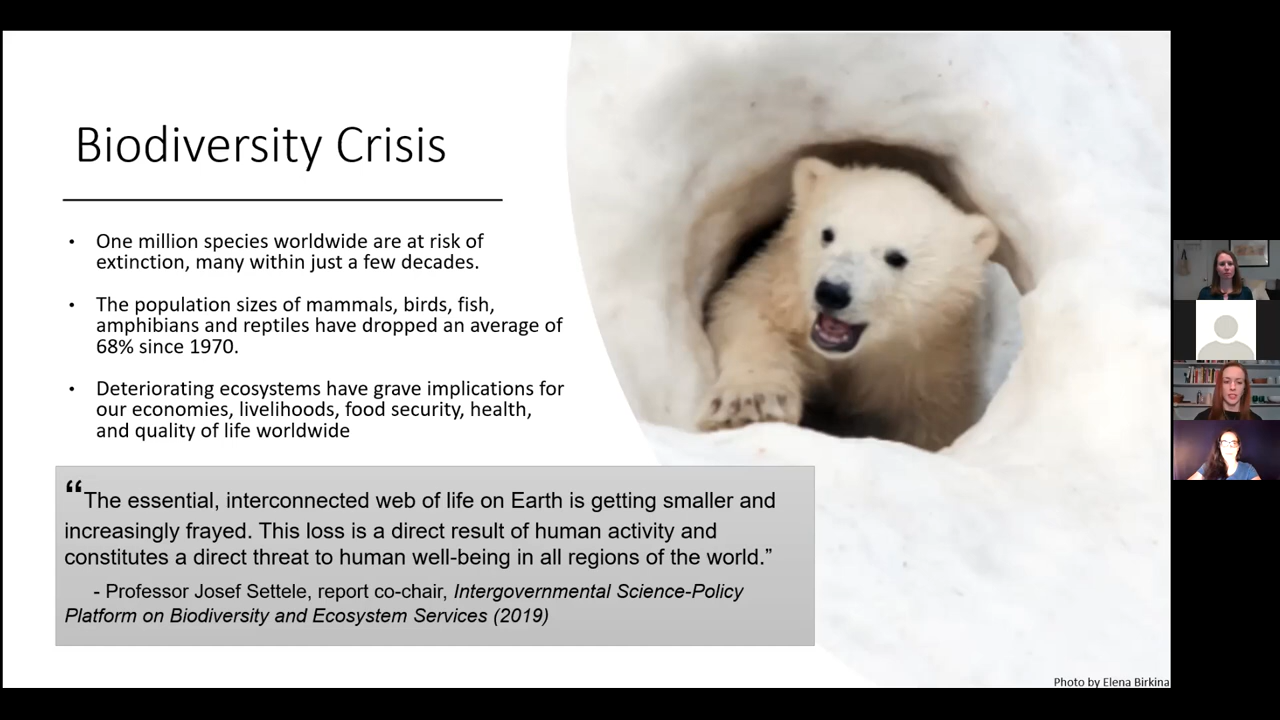 Biodiversity Crisis
• One million species worldwide are at risk of
extinction, many within just a few decades.
• The population sizes of mammals, birds, fish,
amphibians and reptiles have dropped an average of
68% since 1970.
• Deteriorating ecosystems have grave implications for
our economies, livelihoods, food security, health,
and quality of life worldwide
“The essential, interconnected web of life on Earth is getting smaller and
increasingly frayed. This loss is a direct result of human activity and
constitutes a direct threat to human well-being in all regions of the world.”
- Professor Josef Settele, report co-chair, Intergovernmental Science-Policy
Platform on Biodiversity and Ecosystem Services (2019)
Photo by Elena Birkina